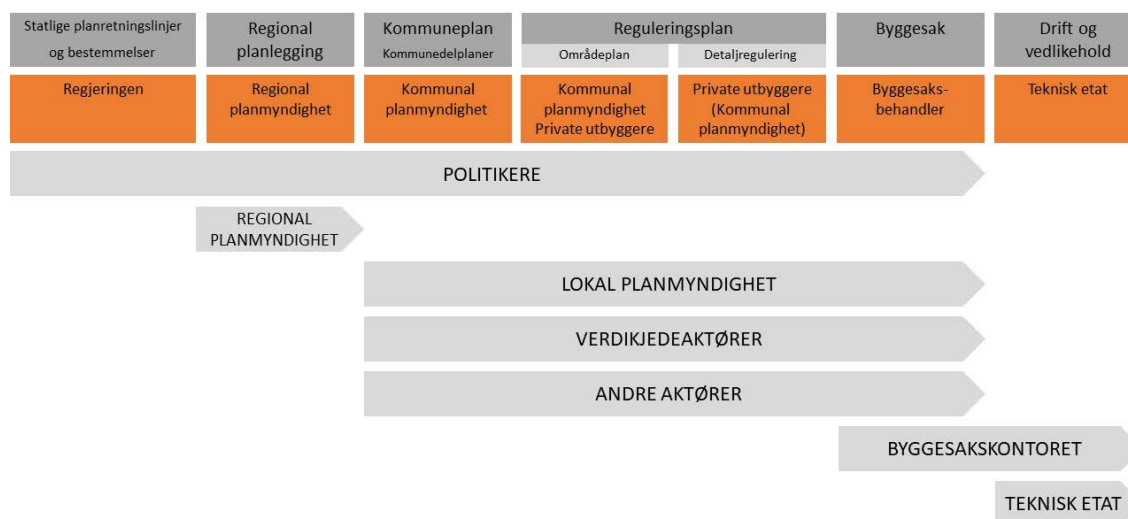 Statlige planretningslinjer
og bestemmelser
Regional
planlegging
Kommuneplan
Kommunedelplaner
Reguleringsplan
Områdeplan
Detaljregulering
Byggesak
Drift og
vedlikehold
Regjeringen
Regional
planmyndighet
Kommunal
planmyndighet
Kommunal
planmyndighet
Private utbyggere
Private utbyggere
(Kommunal
planmyndighet)
Byggesaks-
behandler
Teknisk etat
POLITIKERE
REGIONAL
PLANMYNDIGHET
LOKAL PLANMYNDIGHET
VERDIKJEDEAKTØRER
ANDRE AKTØRER
BYGGESAKSKONTORET
TEKNISK ETAT